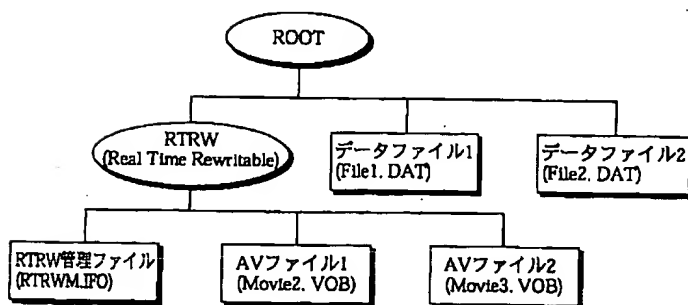 ROOT
RTRW
(Real Time Rewritable)
データファイル1
(File1. DAT)
データファイル2
(File2. DAT)
RTRW管理ファイル
(RTRWM.IFO)
AVファイル1
(Movie2. VOB)
AVファイル2
(Movie3. VOB)